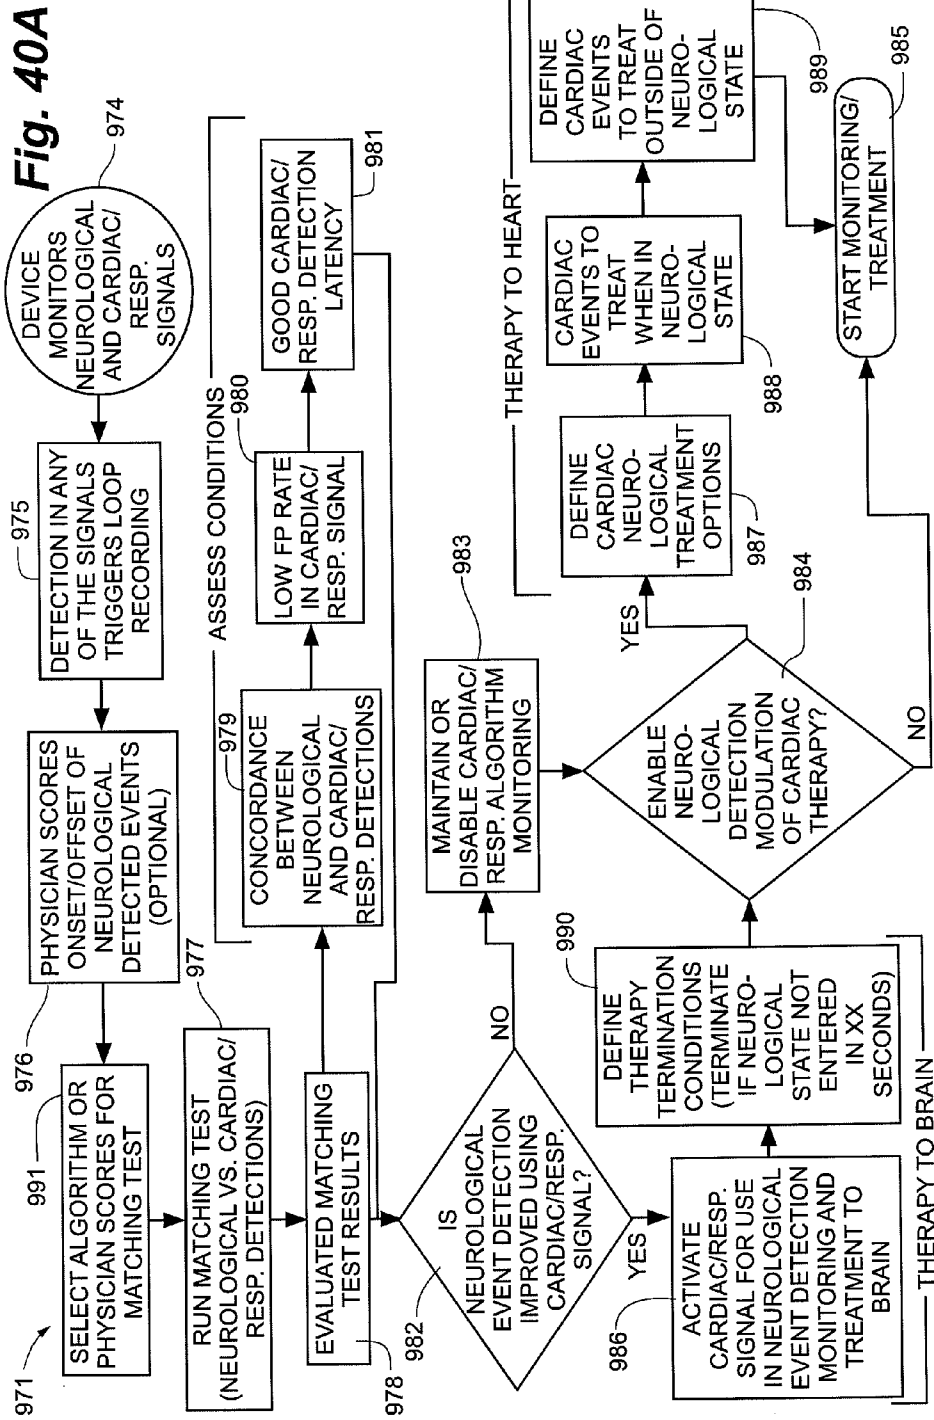 Fig. 40A
971
974
DEVICE
MONITORS
NEUROLOGICAL
AND CARDIAC/
RESP.
SIGNALS
975
DETECTION IN ANY
OF THE SIGNALS
TRIGGERS LOOP
RECORDING
976
PHYSICIAN SCORES
ONSET/OFFSET OF
NEUROLOGICAL
DETECTED EVENTS
(OPTIONAL)
991
SELECT ALGORITHM OR
PHYSICIAN SCORES FOR
MATCHING TEST
977
RUN MATCHING TEST
(NEUROLOGICAL VS. CARDIAC/
RESP. DETECTIONS)
978
EVALUATED MATCHING
TEST RESULTS
ASSESS CONDITIONS
979
CONCORDANCE
BETWEEN
NEUROLOGICAL
AND CARDIAC/
RESP. DETECTIONS
980
LOW FP RATE
IN CARDIAC/
RESP. SIGNAL
981
GOOD CARDIAC/
RESP. DETECTION
LATENCY
982
IS
NEUROLOGICAL
EVENT DETECTION
IMPROVED USING
CARDIAC/RESP.
SIGNAL?
NO
YES
983
MAINTAIN OR
DISABLE CARDIAC/
RESP. ALGORITHM
MONITORING
986
ACTIVATE
CARDIAC/RESP.
SIGNAL FOR USE
IN NEUROLOGICAL
EVENT DETECTION
MONITORING AND
TREATMENT TO
BRAIN
990
DEFINE
THERAPY
TERMINATION
CONDITIONS
(TERMINATE
IF NEURO-
LOGICAL
STATE NOT
ENTERED
IN XX
SECONDS)
THERAPY TO BRAIN
984
ENABLE
NEURO-
LOGICAL
DETECTION
MODULATION
OF CARDIAC
THERAPY?
YES
NO
THERAPY TO HEART
987
DEFINE
CARDIAC
NEURO-
LOGICAL
TREATMENT
OPTIONS
988
CARDIAC
EVENTS TO
TREAT
WHEN IN
NEURO-
LOGICAL
STATE
989
DEFINE
CARDIAC
EVENTS
TO TREAT
OUTSIDE OF
NEURO-
LOGICAL
STATE
985
START MONITORING/
TREATMENT